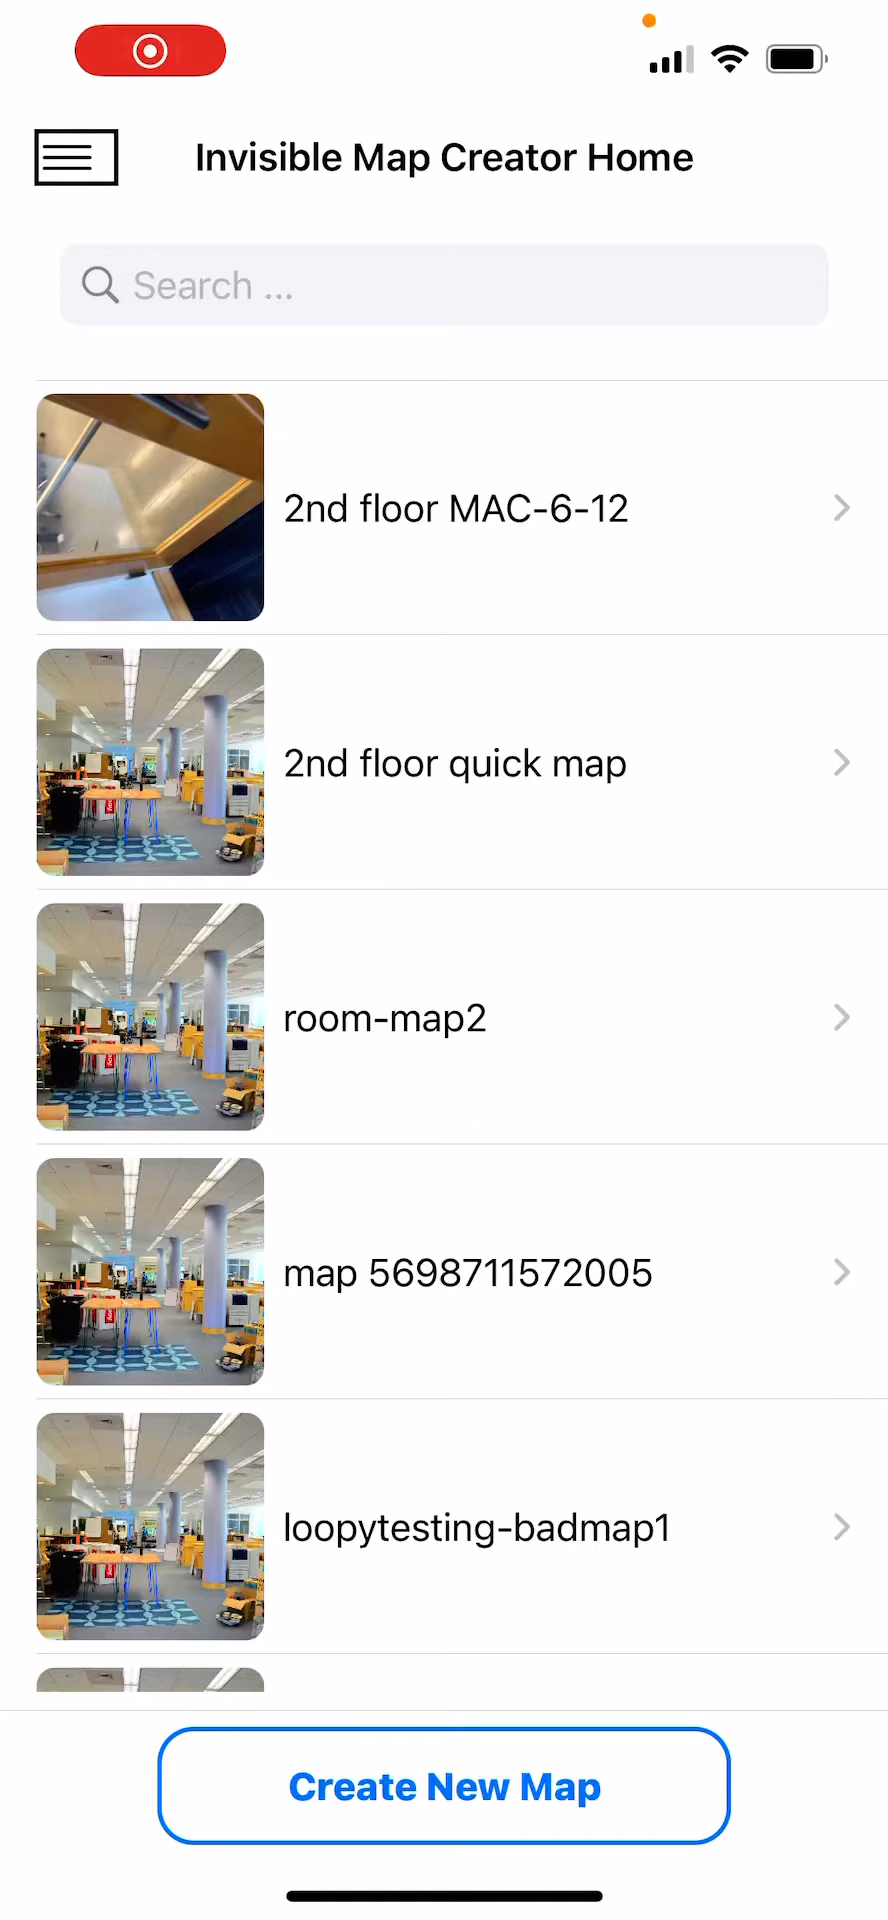 Invisible Map Creator Home
Search ...
2nd floor MAC-6-12
2nd floor quick map
room-map2
map 5698711572005
loopytesting-badmap1
Create New Map